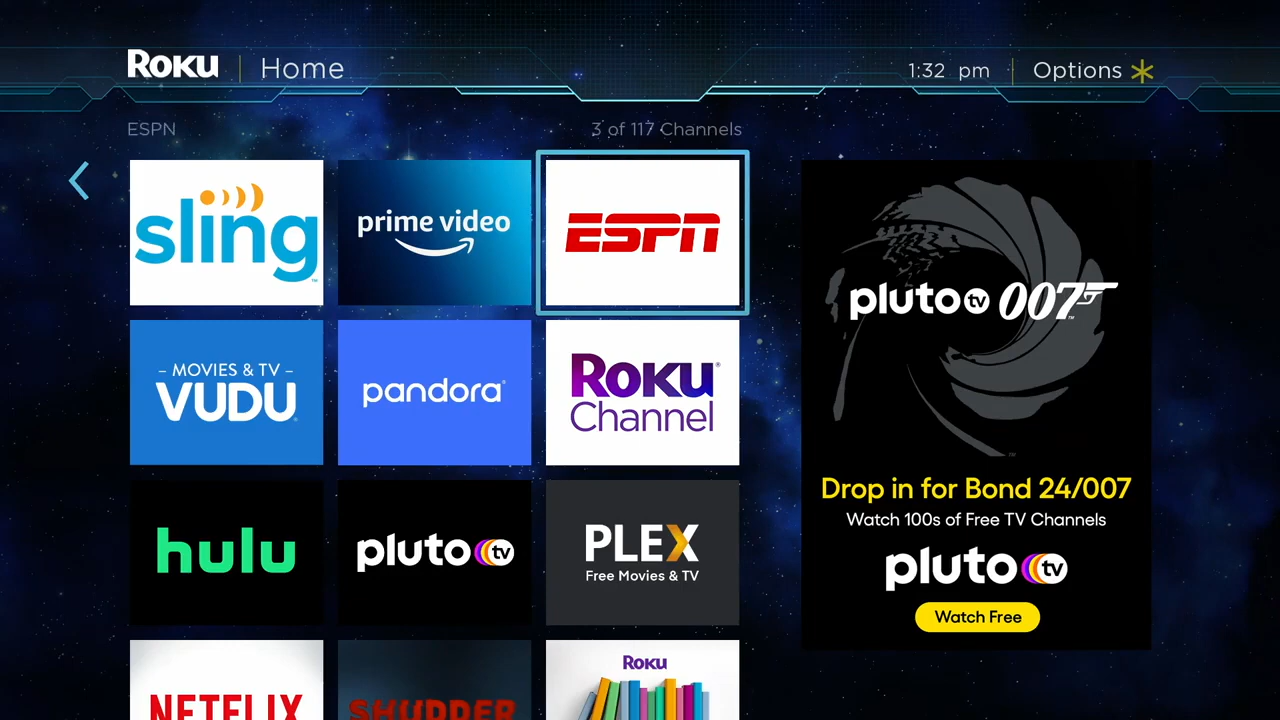 Roku Home 1:32 pm Options
ESPN 3 of 117 Channels
sling
prime video
ESPN
– MOVIES & TV –
VUDU
pandora
Roku
Channel
hulu
pluto tv
PLEX
Free Movies & TV
NETFLIX
SHUDDER
Roku
pluto tv 007
Drop in for Bond 24/007
Watch 100s of Free TV Channels
pluto tv
Watch Free